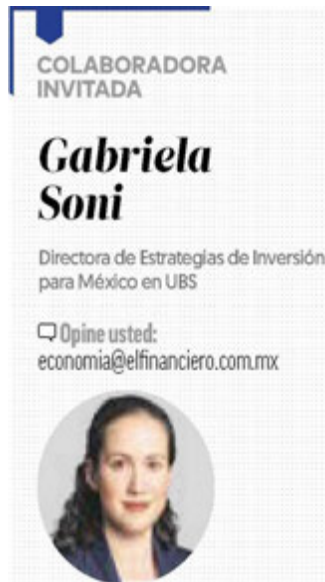 COLABORADORA
INVITADA
Gabriela
Soni
Directora de Estrategias de Inversión
para México en UBS
Opine usted:
economia@elfinanciero.com.mx